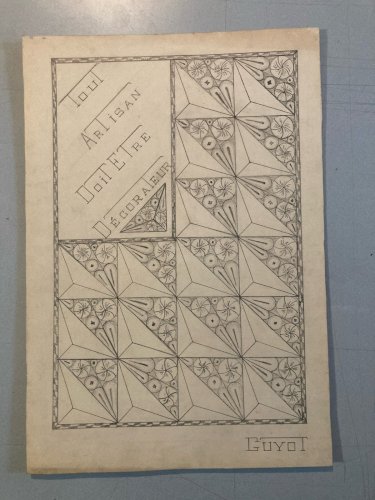 Tout
Artisan
Doit Etre
Décorateur
Guyot